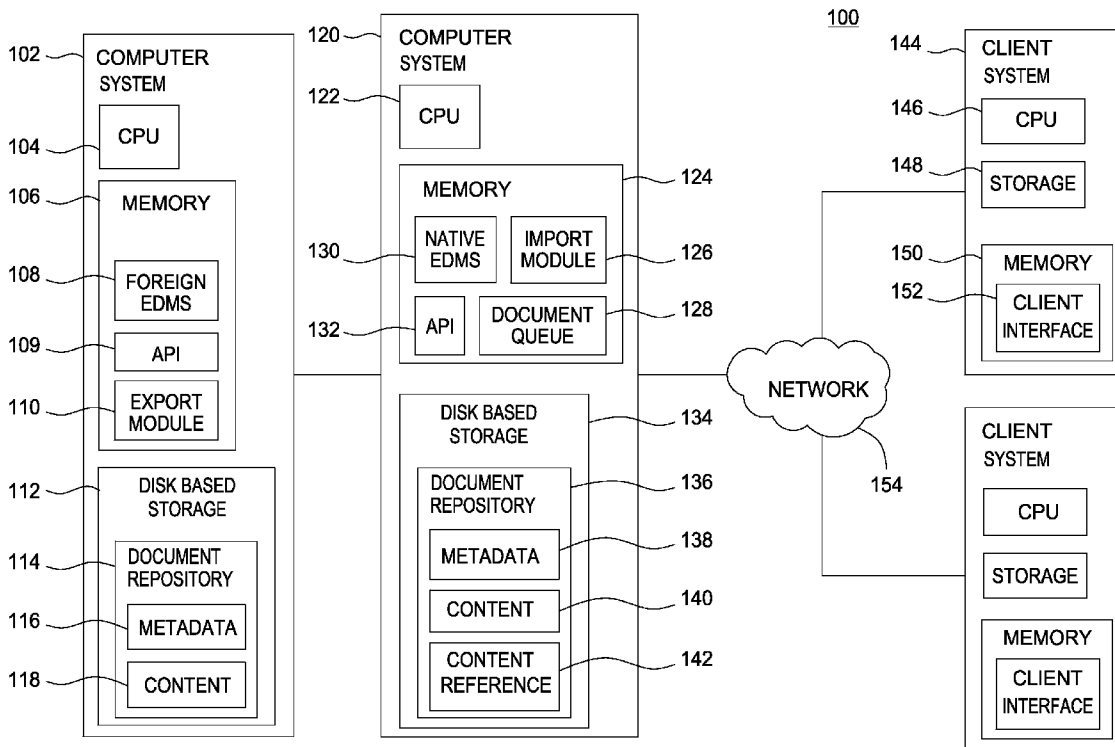 100
102
COMPUTER
SYSTEM
CPU
104
106
MEMORY
108
FOREIGN
EDMS
109
API
110
EXPORT
MODULE
112
DISK BASED
STORAGE
114
DOCUMENT
REPOSITORY
116
METADATA
118
CONTENT
120
COMPUTER
SYSTEM
122
CPU
MEMORY
124
130
NATIVE
EDMS
IMPORT
MODULE
126
132
API
DOCUMENT
QUEUE
128
DISK BASED
STORAGE
134
DOCUMENT
REPOSITORY
136
METADATA
138
CONTENT
140
CONTENT
REFERENCE
142
NETWORK
154
144
CLIENT
SYSTEM
146
CPU
148
STORAGE
150
MEMORY
152
CLIENT
INTERFACE
CLIENT
SYSTEM
CPU
STORAGE
MEMORY
CLIENT
INTERFACE